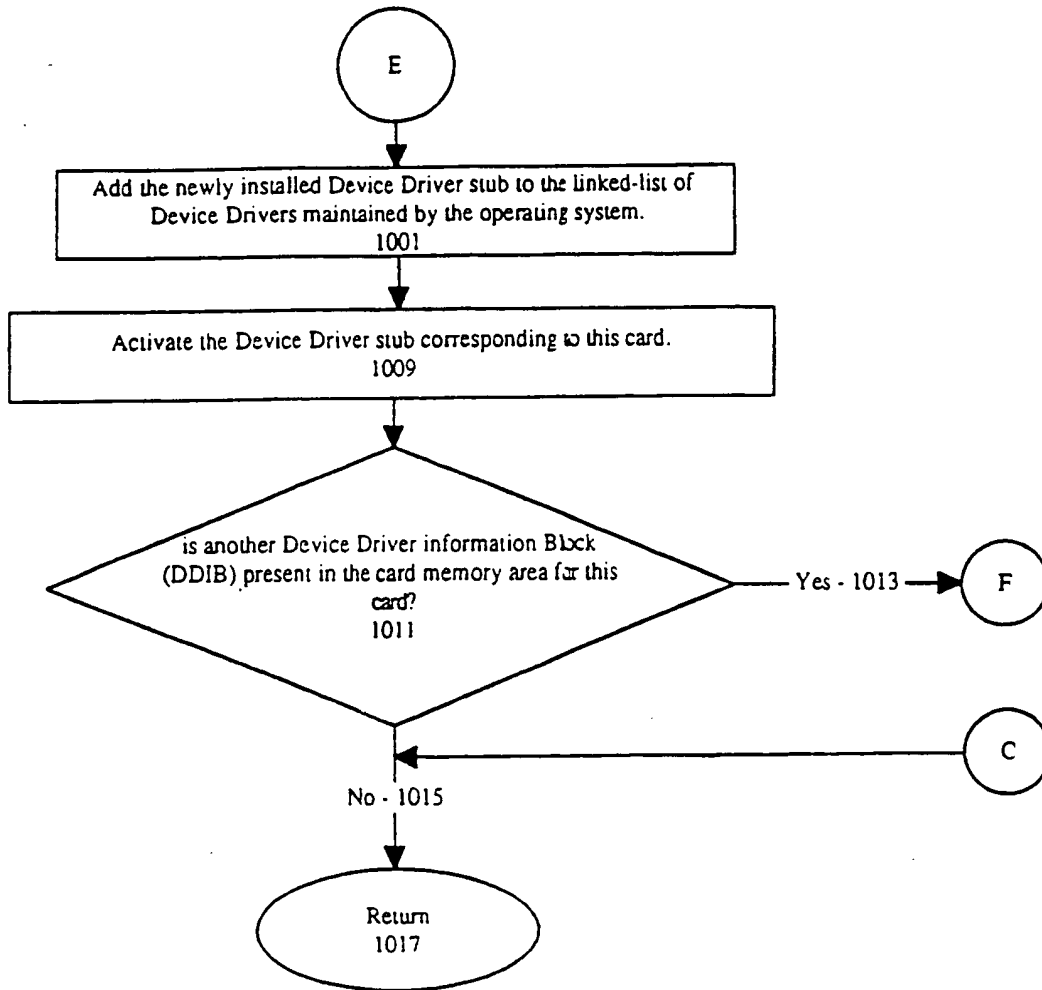 E
Add the newly installed Device Driver stub to the linked-list of
Device Drivers maintained by the operating system.
1001
Activate the Device Driver stub corresponding to this card.
1009
is another Device Driver information Block
(DDIB) present in the card memory area for this
card?
1011
Yes - 1013
F
C
No - 1015
Return
1017